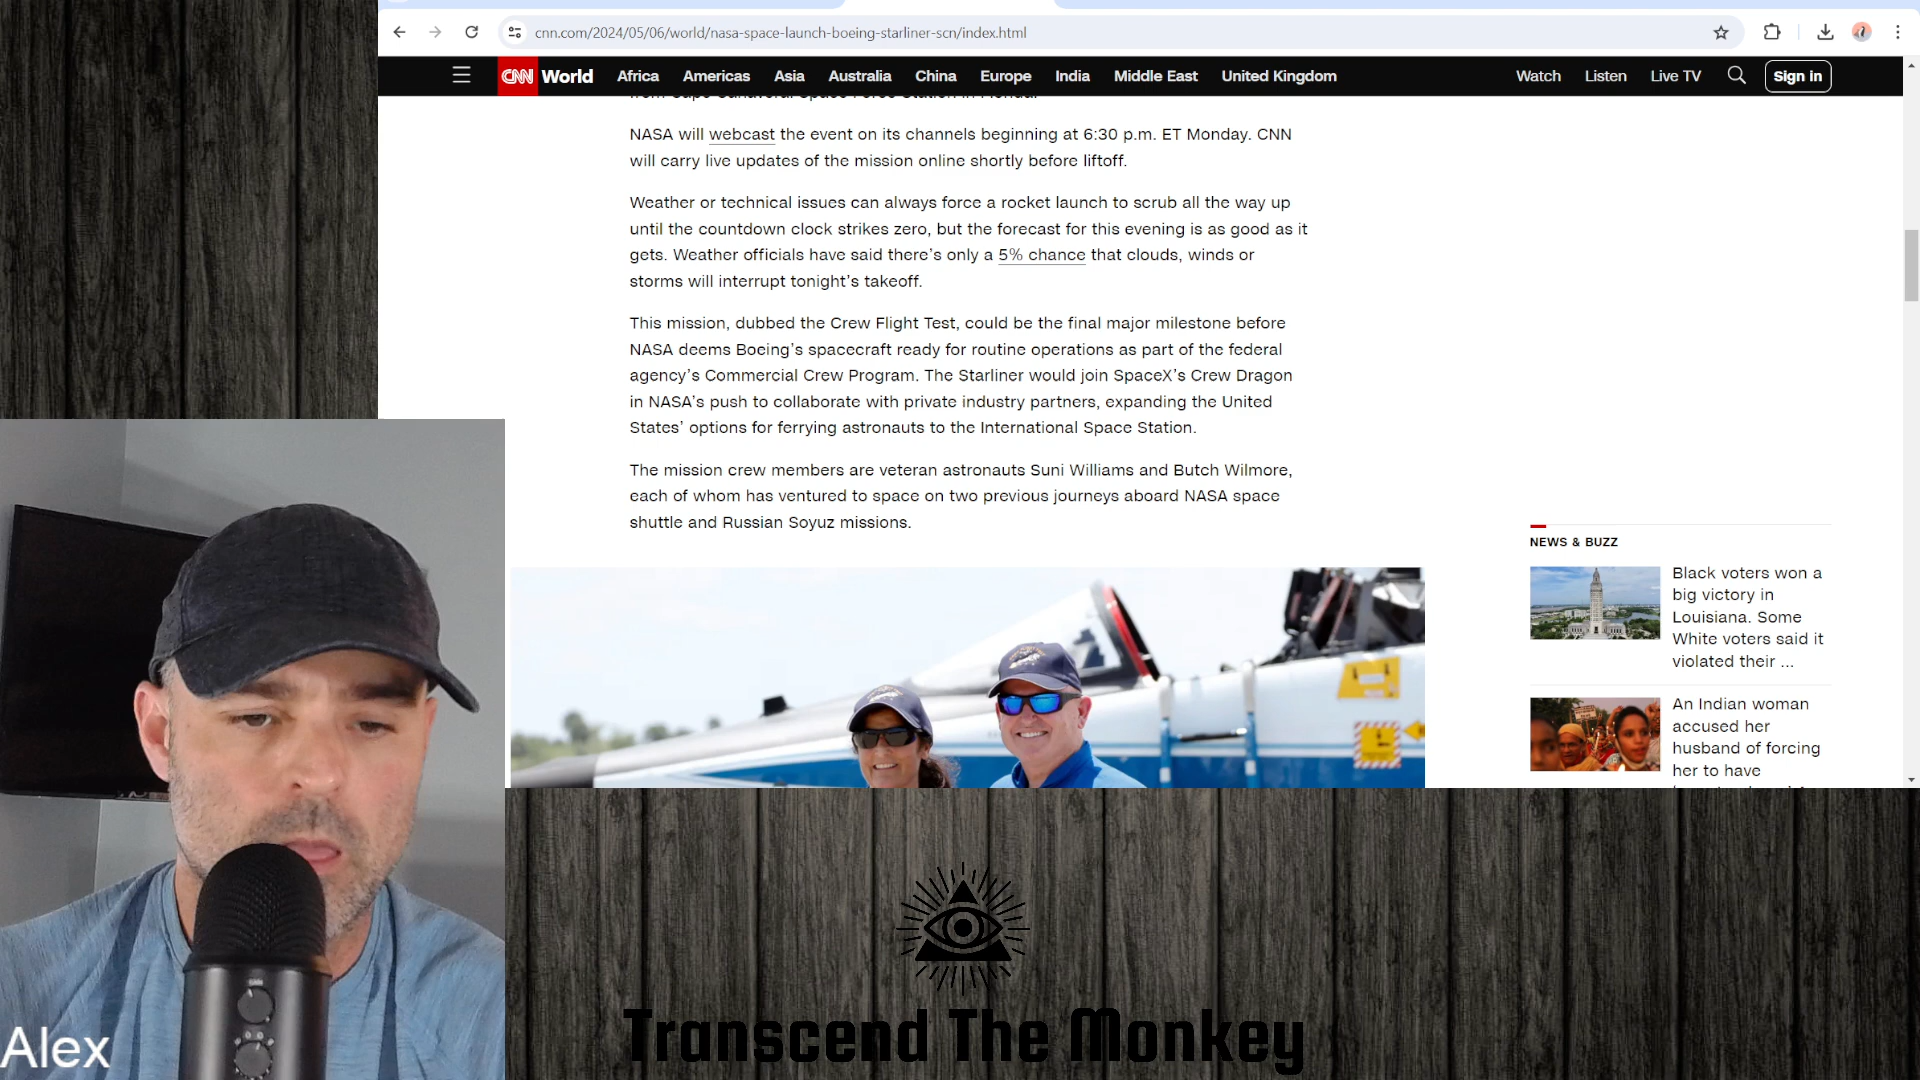 cnn.com/2024/05/06/world/nasa-space-launch-boeing-starliner-scn/index.html
CNN World Africa Americas Asia Australia China Europe India Middle East United Kingdom Watch Listen Live TV Sign in
from Cape Canaveral Space Force Station in Florida.
NASA will webcast the event on its channels beginning at 6:30 p.m. ET Monday. CNN
will carry live updates of the mission online shortly before liftoff.
Weather or technical issues can always force a rocket launch to scrub all the way up
until the countdown clock strikes zero, but the forecast for this evening is as good as it
gets. Weather officials have said there’s only a 5% chance that clouds, winds or
storms will interrupt tonight’s takeoff.
This mission, dubbed the Crew Flight Test, could be the final major milestone before
NASA deems Boeing’s spacecraft ready for routine operations as part of the federal
agency’s Commercial Crew Program. The Starliner would join SpaceX’s Crew Dragon
in NASA’s push to collaborate with private industry partners, expanding the United
States’ options for ferrying astronauts to the International Space Station.
The mission crew members are veteran astronauts Suni Williams and Butch Wilmore,
each of whom has ventured to space on two previous journeys aboard NASA space
shuttle and Russian Soyuz missions.
NEWS & BUZZ
Black voters won a
big victory in
Louisiana. Some
White voters said it
violated their ...
An Indian woman
accused her
husband of forcing
her to have
Alex
Transcend The Monkey